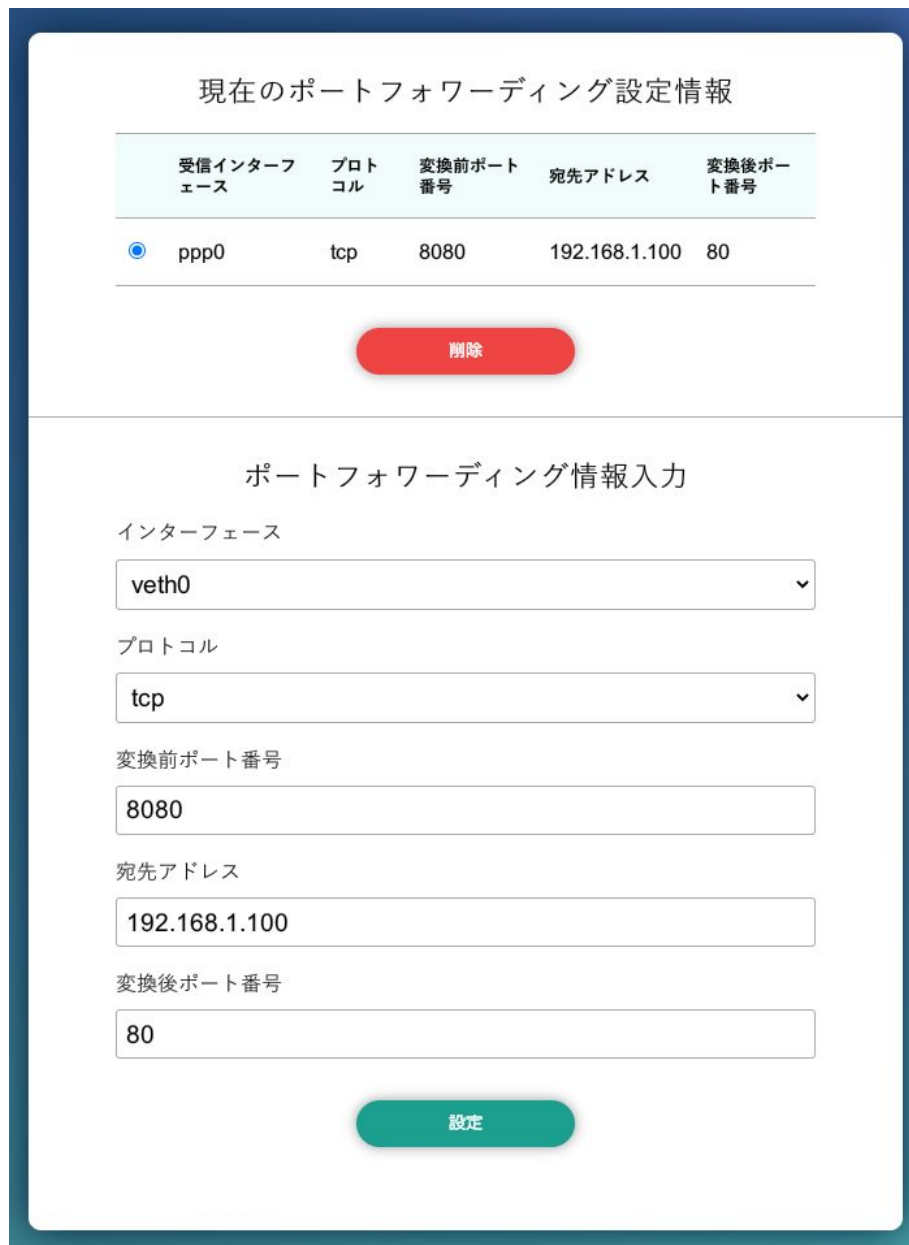 現在のポートフォワーディング設定情報
受信インターフ プロト 変換前ポート 宛先アドレス 変換後ポー
ェース コル 番号 ト番号
ppp0 tcp 8080 192.168.1.100 80
削除
ポートフォワーディング情報入力
インターフェース
veth0
プロトコル
tcp
変換前ポート番号
8080
宛先アドレス
192.168.1.100
変換後ポート番号
80
設定